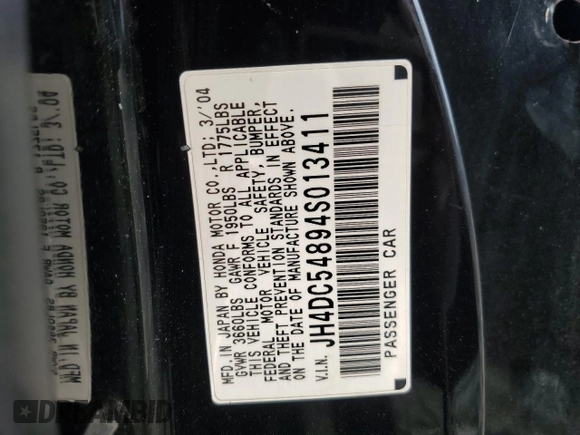 MFD. IN JAPAN BY HONDA MOTOR CO.,LTD. 3/'04
GVWR 3660LBS GAWR F 1950LBS R 1775LBS
THIS VEHICLE CONFORMS TO ALL APPLICABLE
FEDERAL MOTOR VEHICLE SAFETY, BUMPER,
AND THEFT PREVENTION STANDARDS IN EFFECT
ON THE DATE OF MANUFACTURE SHOWN ABOVE.
V.I.N. JH4DC54894S013411
PASSENGER CAR
DREAMBID